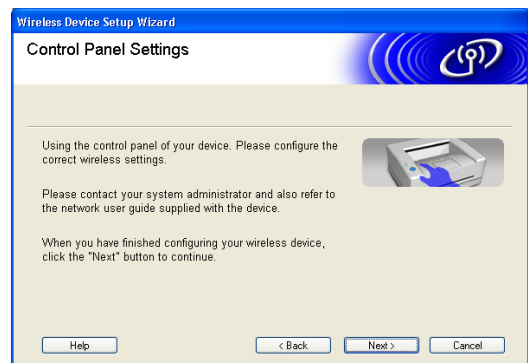 Wireless Device Setup Wizard
Control Panel Settings
Using the control panel of your device. Please configure the
correct wireless settings.
Please contact your system administrator and also refer to
the network user guide supplied with the device.
When you have finished configuring your wireless device,
click the "Next" button to continue.
Help
< Back
Next >
Cancel